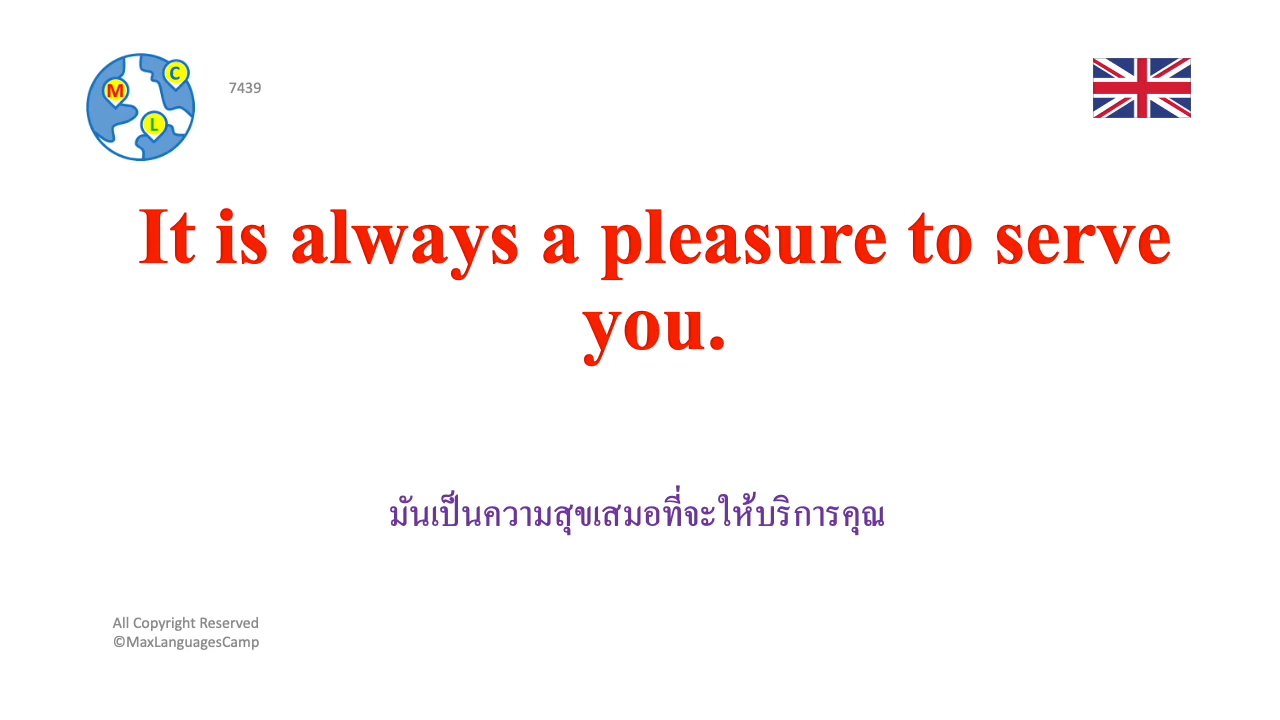 M
C
L
7439
It is always a pleasure to serve
you.
มันเป็นความสุขเสมอที่จะให้บริการคุณ
All Copyright Reserved
©MaxLanguagesCamp